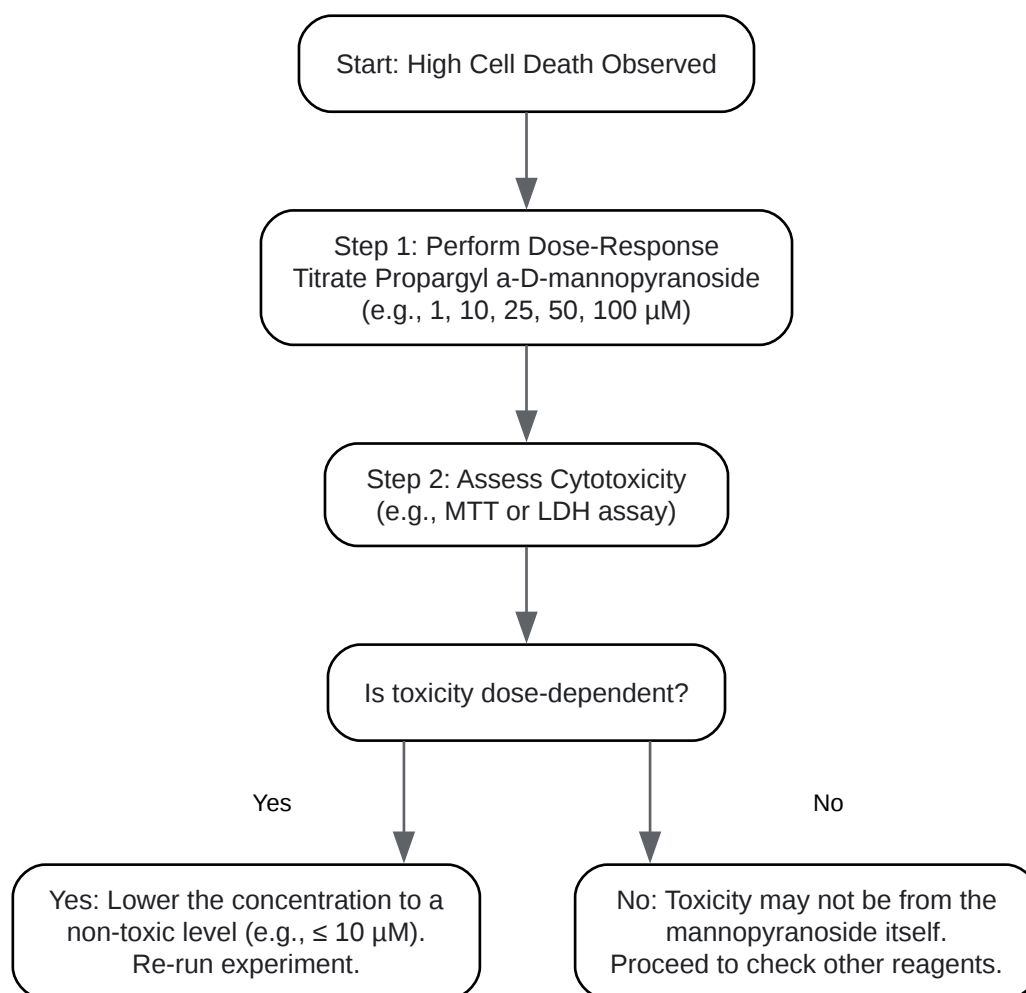 Start: High Cell Death Observed
Step 1: Perform Dose-Response
Titrate Propargyl a-D-mannopyranoside
(e.g., 1, 10, 25, 50, 100 µM)
Step 2: Assess Cytotoxicity
(e.g., MTT or LDH assay)
Is toxicity dose-dependent?
Yes
No
Yes: Lower the concentration to a
non-toxic level (e.g., ≤ 10 µM).
Re-run experiment.
No: Toxicity may not be from the
mannopyranoside itself.
Proceed to check other reagents.